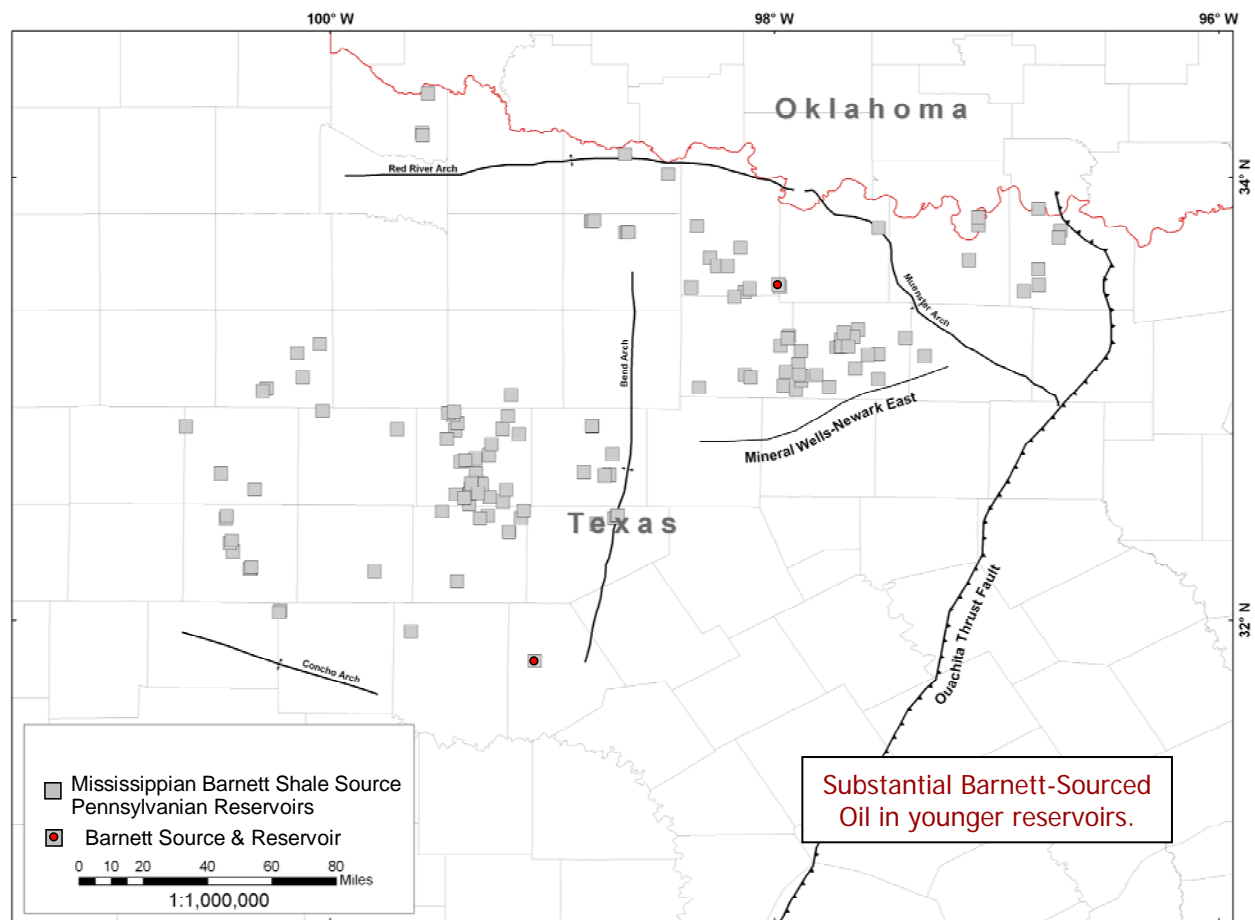 100° W
98° W
96° W
Oklahoma
Red River Arch
34° N
Muenster Arch
Bend Arch
Mineral Wells-Newark East
Texas
Ouachita Thrust Fault
32° N
Concho Arch
Mississippian Barnett Shale Source
Pennsylvanian Reservoirs
Barnett Source & Reservoir
0 10 20 40 60 80
Miles
1:1,000,000
Substantial Barnett-Sourced
Oil in younger reservoirs.